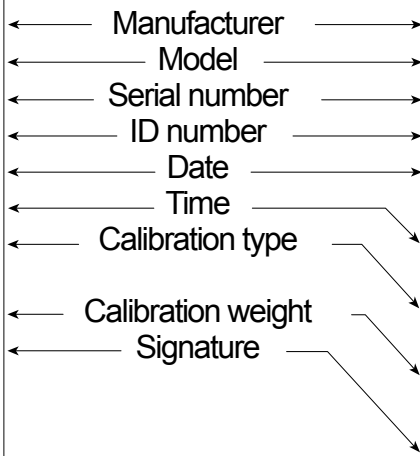 Manufacturer
Model
Serial number
ID number
Date
Time
Calibration type
Calibration weight
Signature